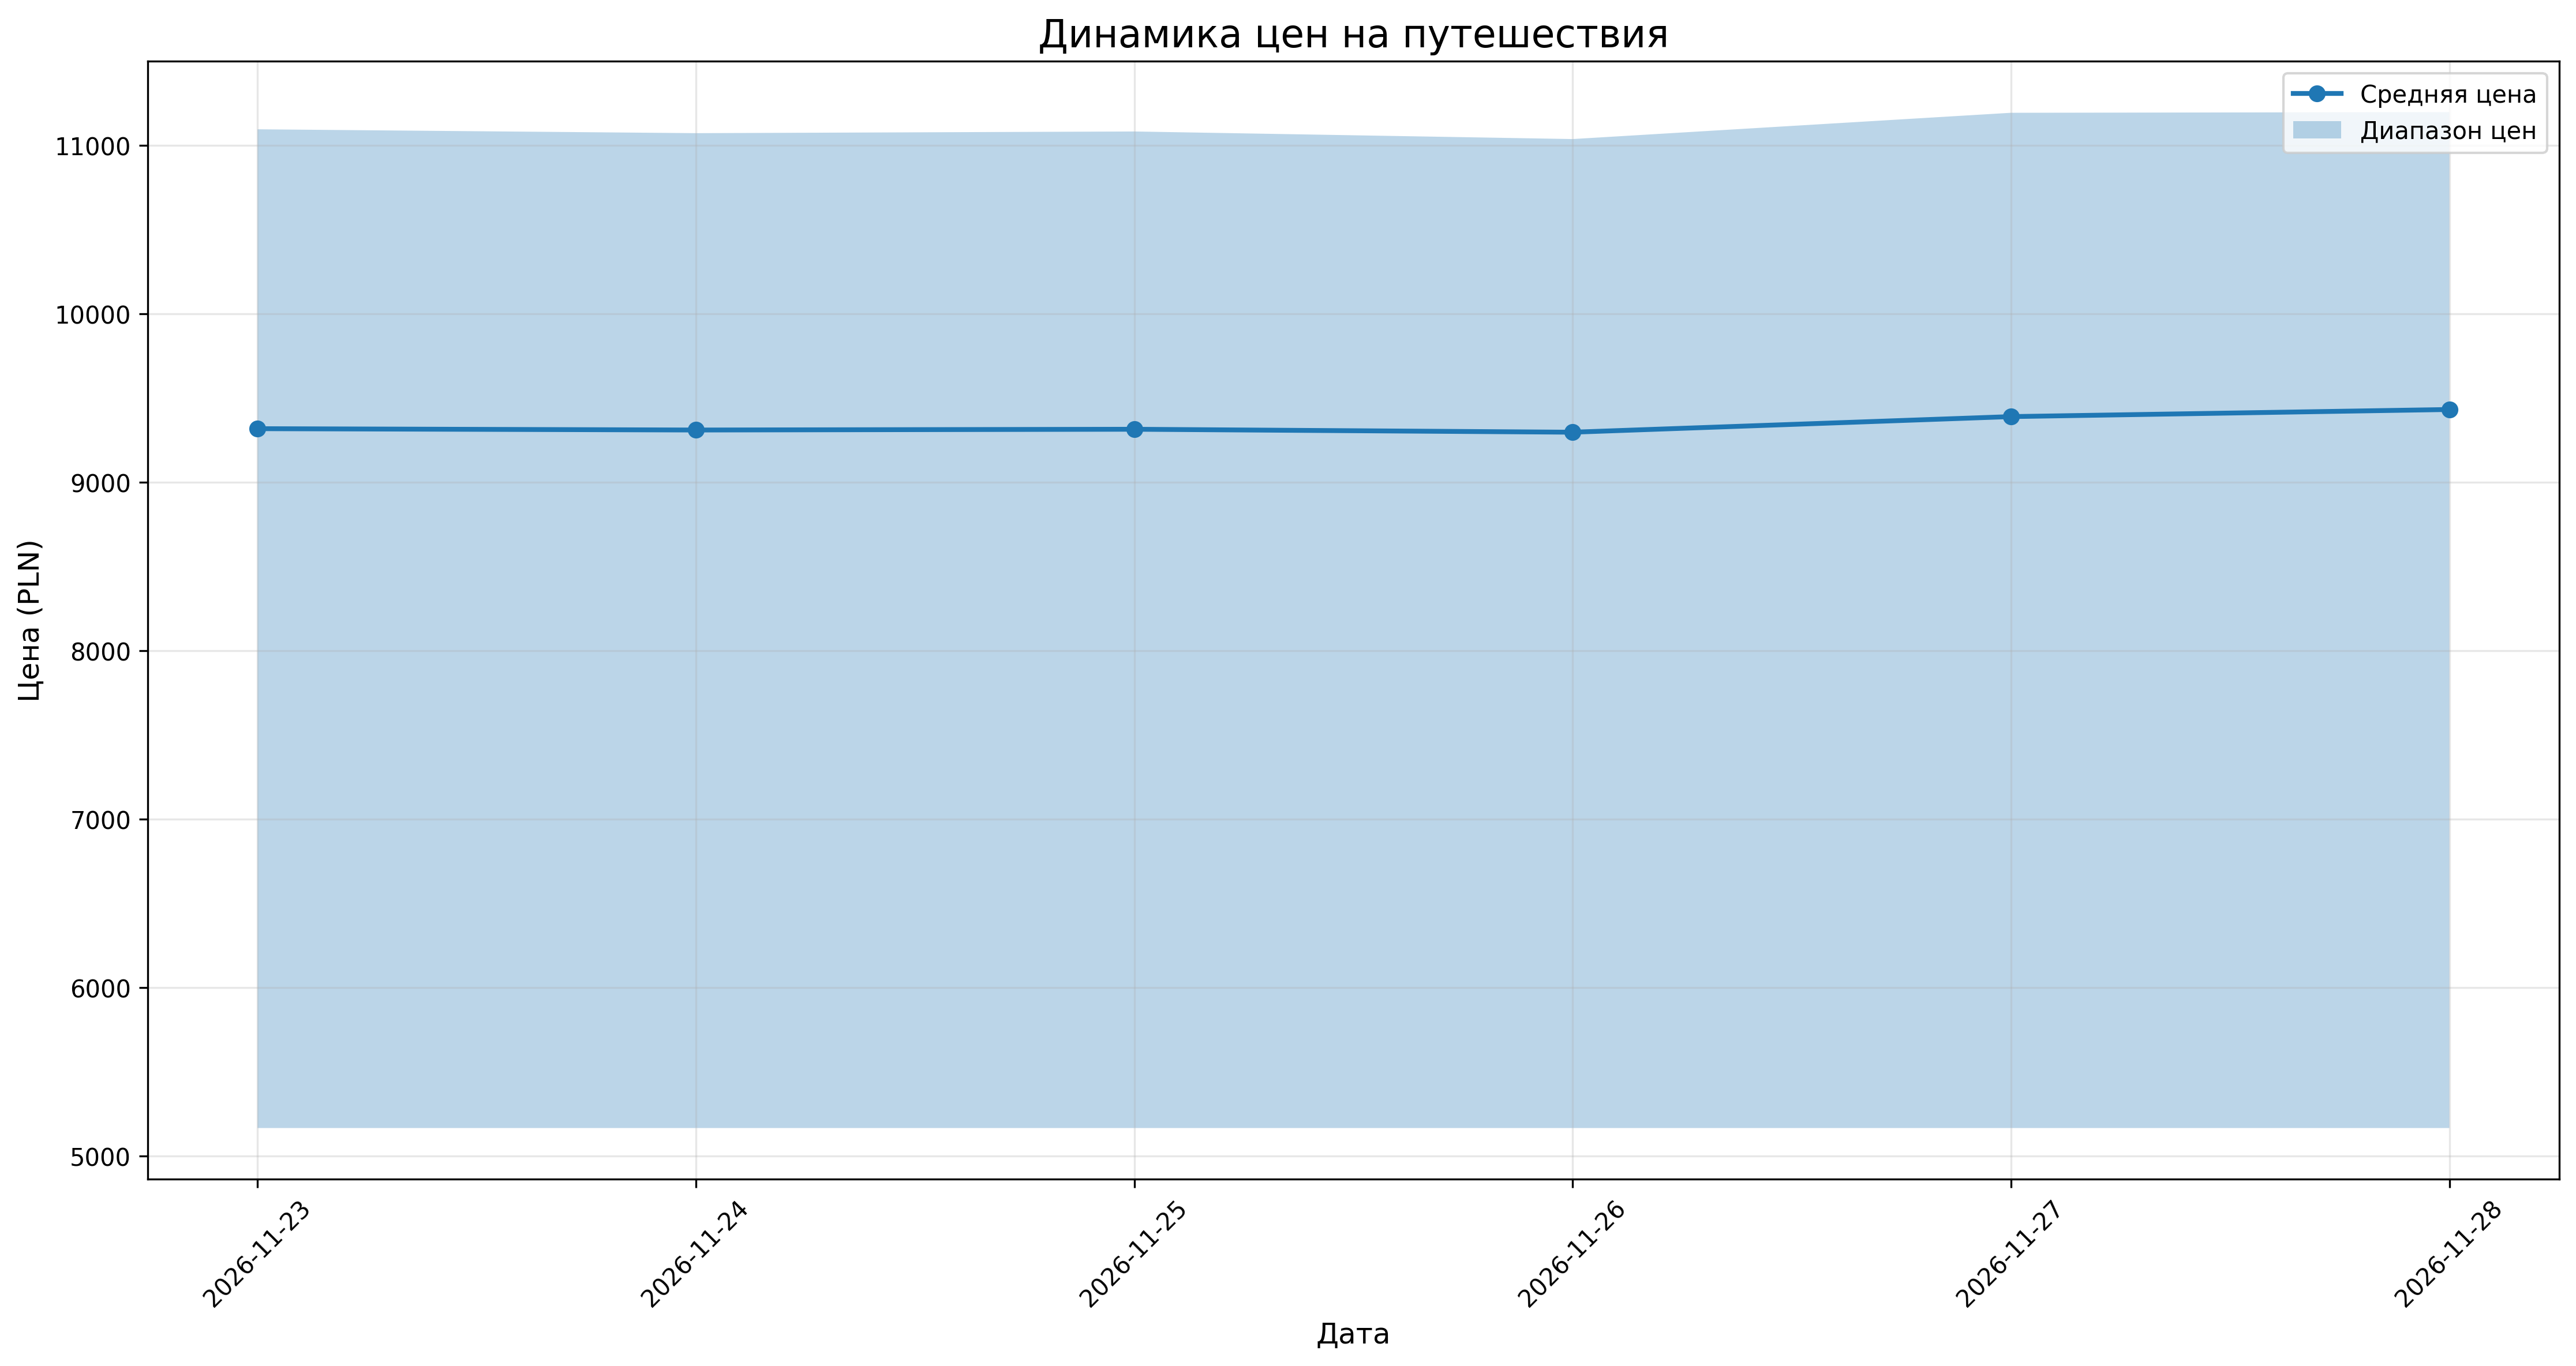 Динамика цен на путешествия
Средняя цена
Диапазон цен
11000
10000
9000
8000
7000
6000
5000
Цена (PLN)
2026-11-23
2026-11-24
2026-11-25
2026-11-26
2026-11-27
2026-11-28
Дата